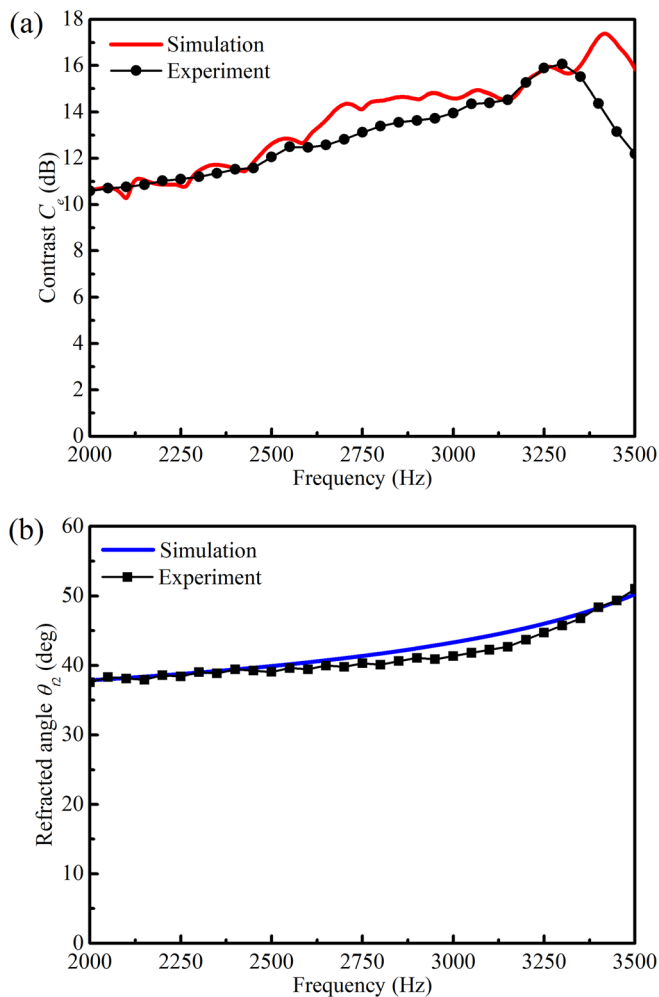 (a)
18
16
14
12
10
8
6
4
2
0
Contrast Cₑ (dB)
Simulation
Experiment
2000 2250 2500 2750 3000 3250 3500
Frequency (Hz)
(b)
60
50
40
30
20
10
0
Refracted angle θₜ₂ (deg)
Simulation
Experiment
2000 2250 2500 2750 3000 3250 3500
Frequency (Hz)